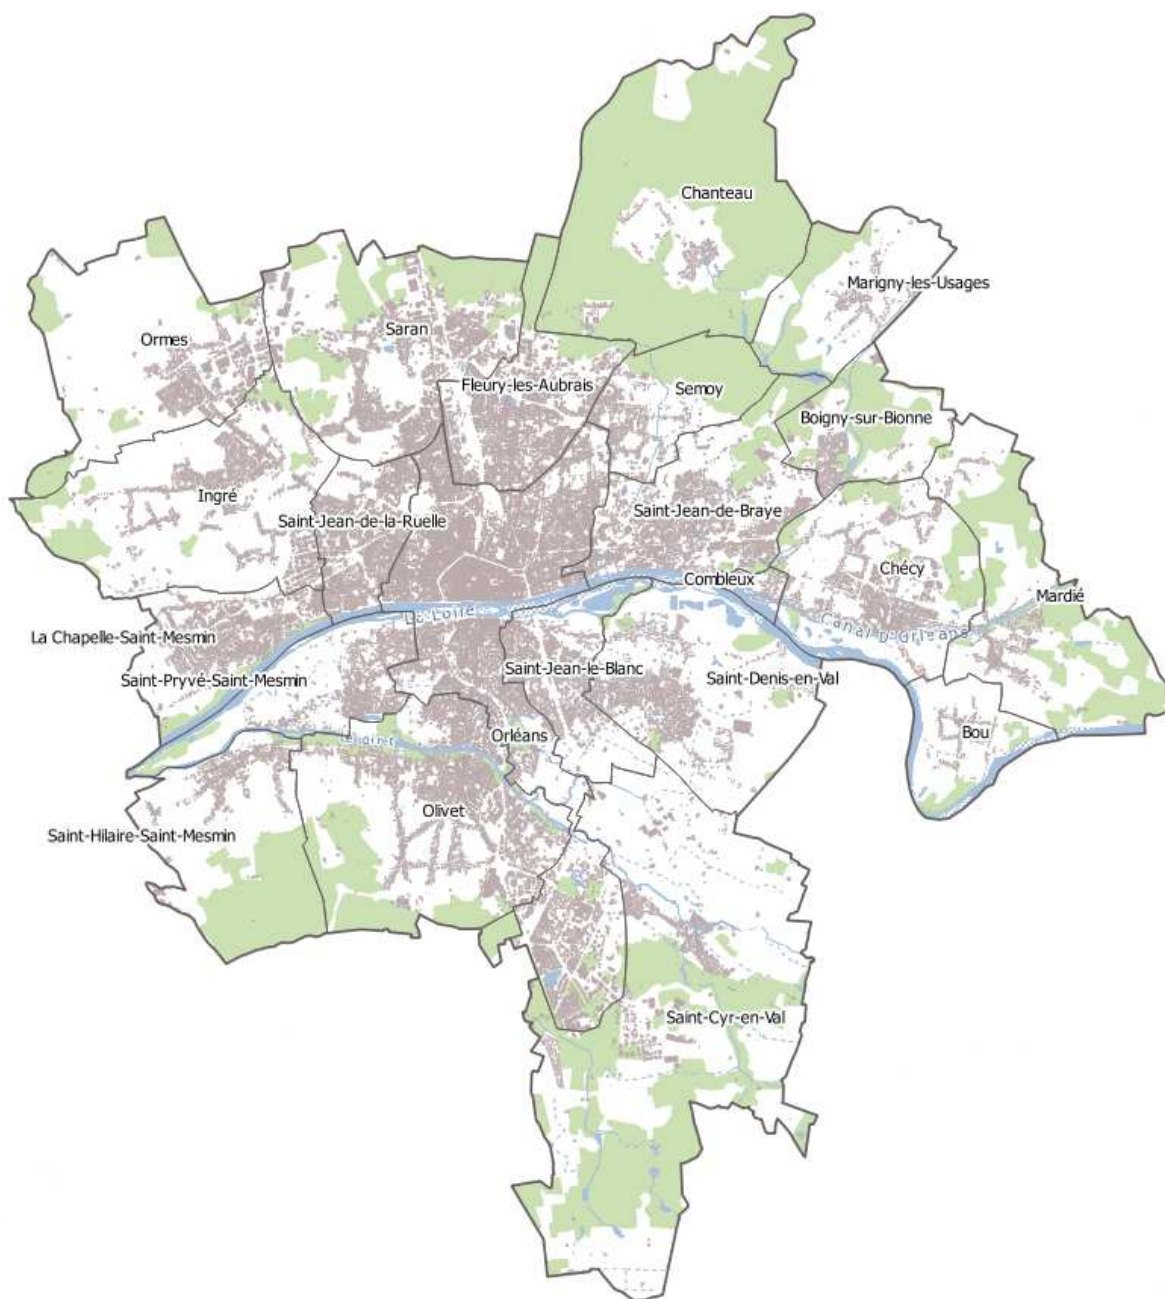 Chanteau
Marigny-les-Usages
Saran
Ormes
Fleury-les-Aubrais
Semoy
Boigny-sur-Bionne
Ingré
Saint-Jean-de-la-Ruelle
Saint-Jean-de-Braye
Chécy
Combleux
Mardié
La Loire
Canal D'Orléans
La Chapelle-Saint-Mesmin
Saint-Pryvé-Saint-Mesmin
Saint-Jean-le-Blanc
Saint-Denis-en-Val
Bou
Orléans
Le Loiret
Olivet
Saint-Hilaire-Saint-Mesmin
Saint-Cyr-en-Val